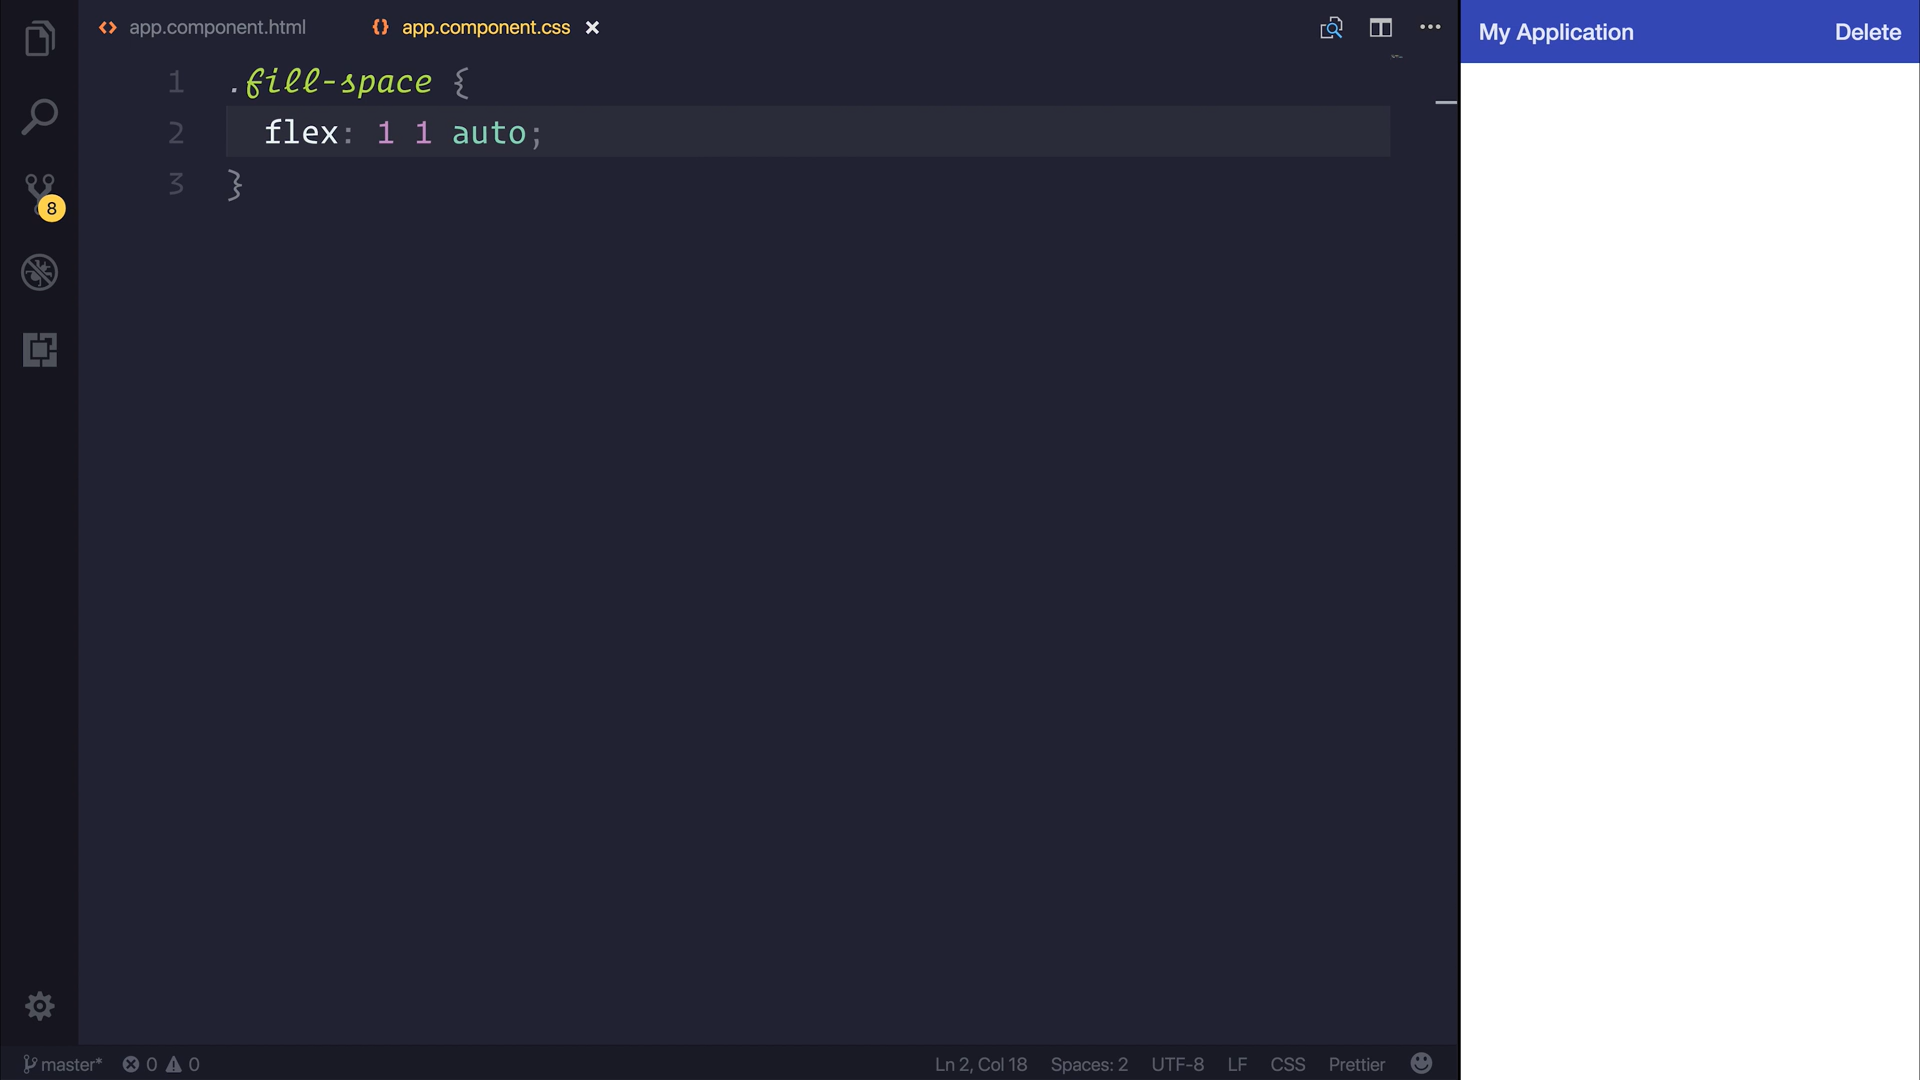 app.component.html
app.component.css
My Application
Delete
1 .fill-space {
2 flex: 1 1 auto;
3 }
8
master* 0 0
Ln 2, Col 18 Spaces: 2 UTF-8 LF CSS Prettier